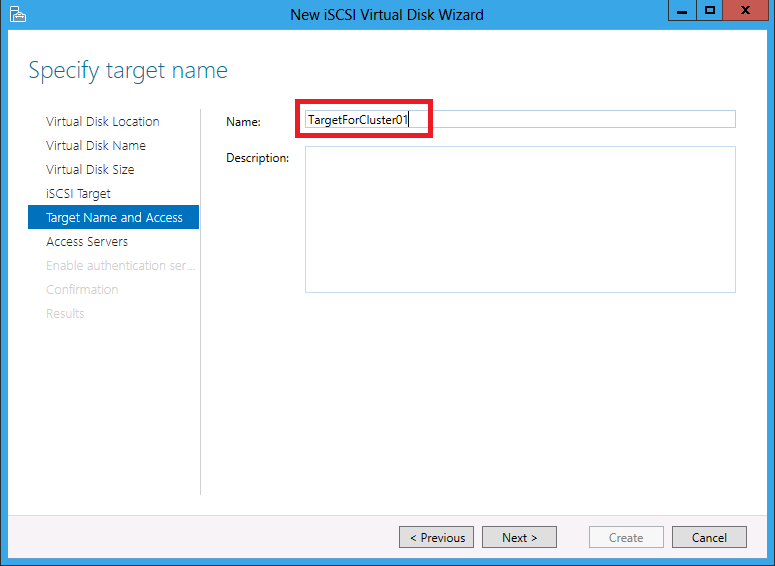 New iSCSI Virtual Disk Wizard
Specify target name
Virtual Disk Location
Virtual Disk Name
Virtual Disk Size
iSCSI Target
Target Name and Access
Access Servers
Enable authentication ser...
Confirmation
Results
Name:
TargetForCluster01
Description:
< Previous
Next >
Create
Cancel